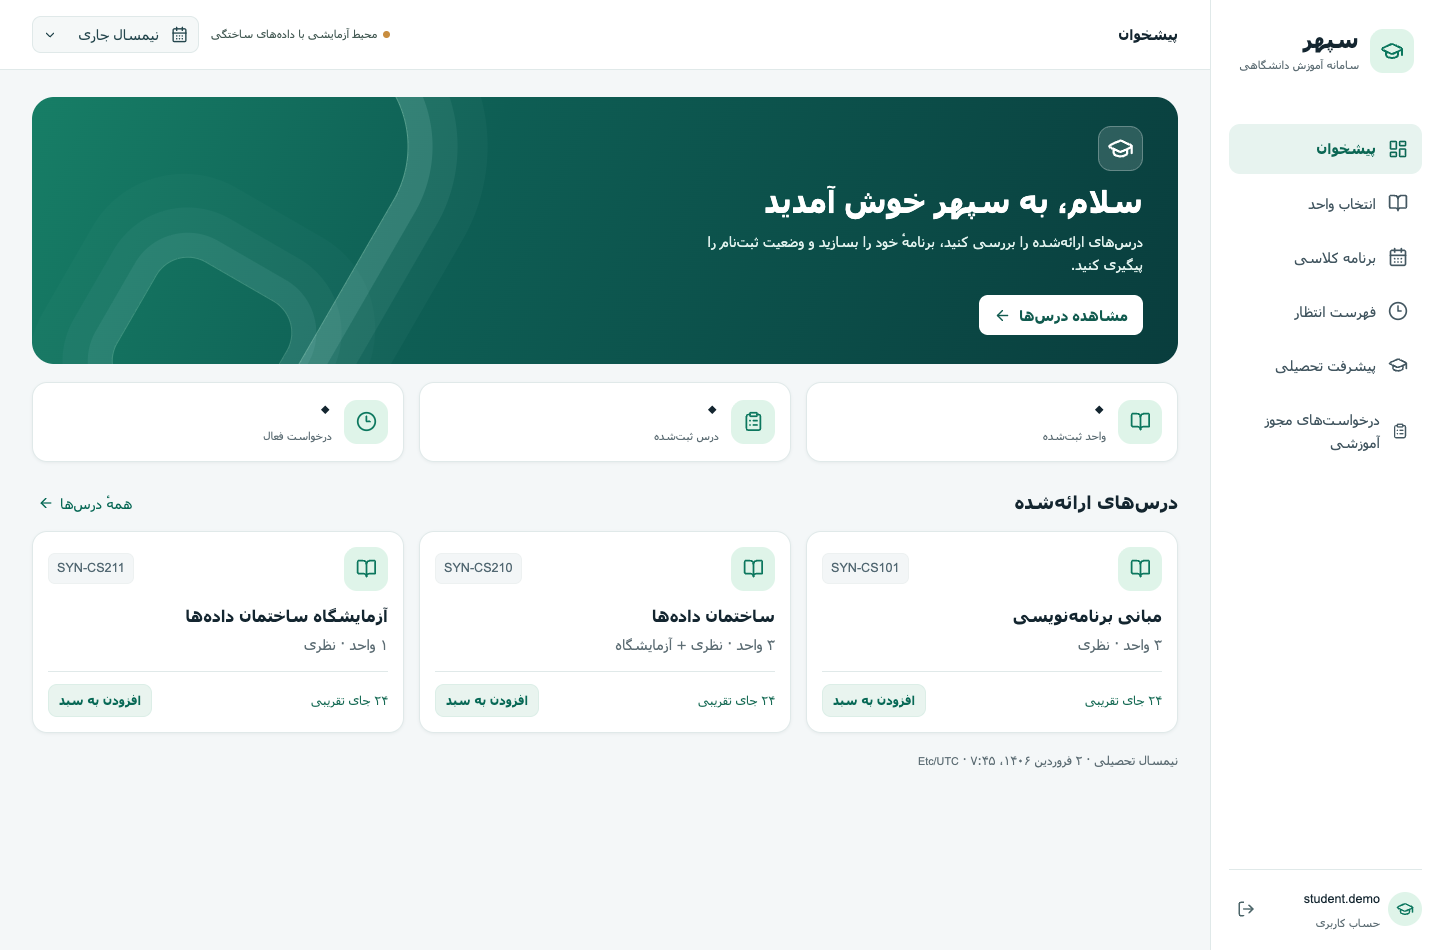 سپهر
سامانه آموزش دانشگاهی
پیشخوان
انتخاب واحد
برنامه کلاسی
فهرست انتظار
پیشرفت تحصیلی
درخواست‌های مجوز
آموزشی
student.demo
حساب کاربری
پیشخوان
محیط آزمایشی با داده‌های ساختگی
نیمسال جاری
سلام، به سپهر خوش آمدید
درس‌های ارائه‌شده را بررسی کنید، برنامهٔ خود را بسازید و وضعیت ثبت‌نام را
پیگیری کنید.
مشاهده درس‌ها
۰
واحد ثبت‌شده
۰
درس ثبت‌شده
۰
درخواست فعال
درس‌های ارائه‌شده
همهٔ درس‌ها
SYN-CS101
مبانی برنامه‌نویسی
۳ واحد · نظری
۲۴ جای تقریبی
افزودن به سبد
SYN-CS210
ساختمان داده‌ها
۳ واحد · نظری + آزمایشگاه
۲۴ جای تقریبی
افزودن به سبد
SYN-CS211
آزمایشگاه ساختمان داده‌ها
۱ واحد · نظری
۲۴ جای تقریبی
افزودن به سبد
نیمسال تحصیلی · ۲ فروردین ۱۴۰۶، ۷:۴۵ · Etc/UTC